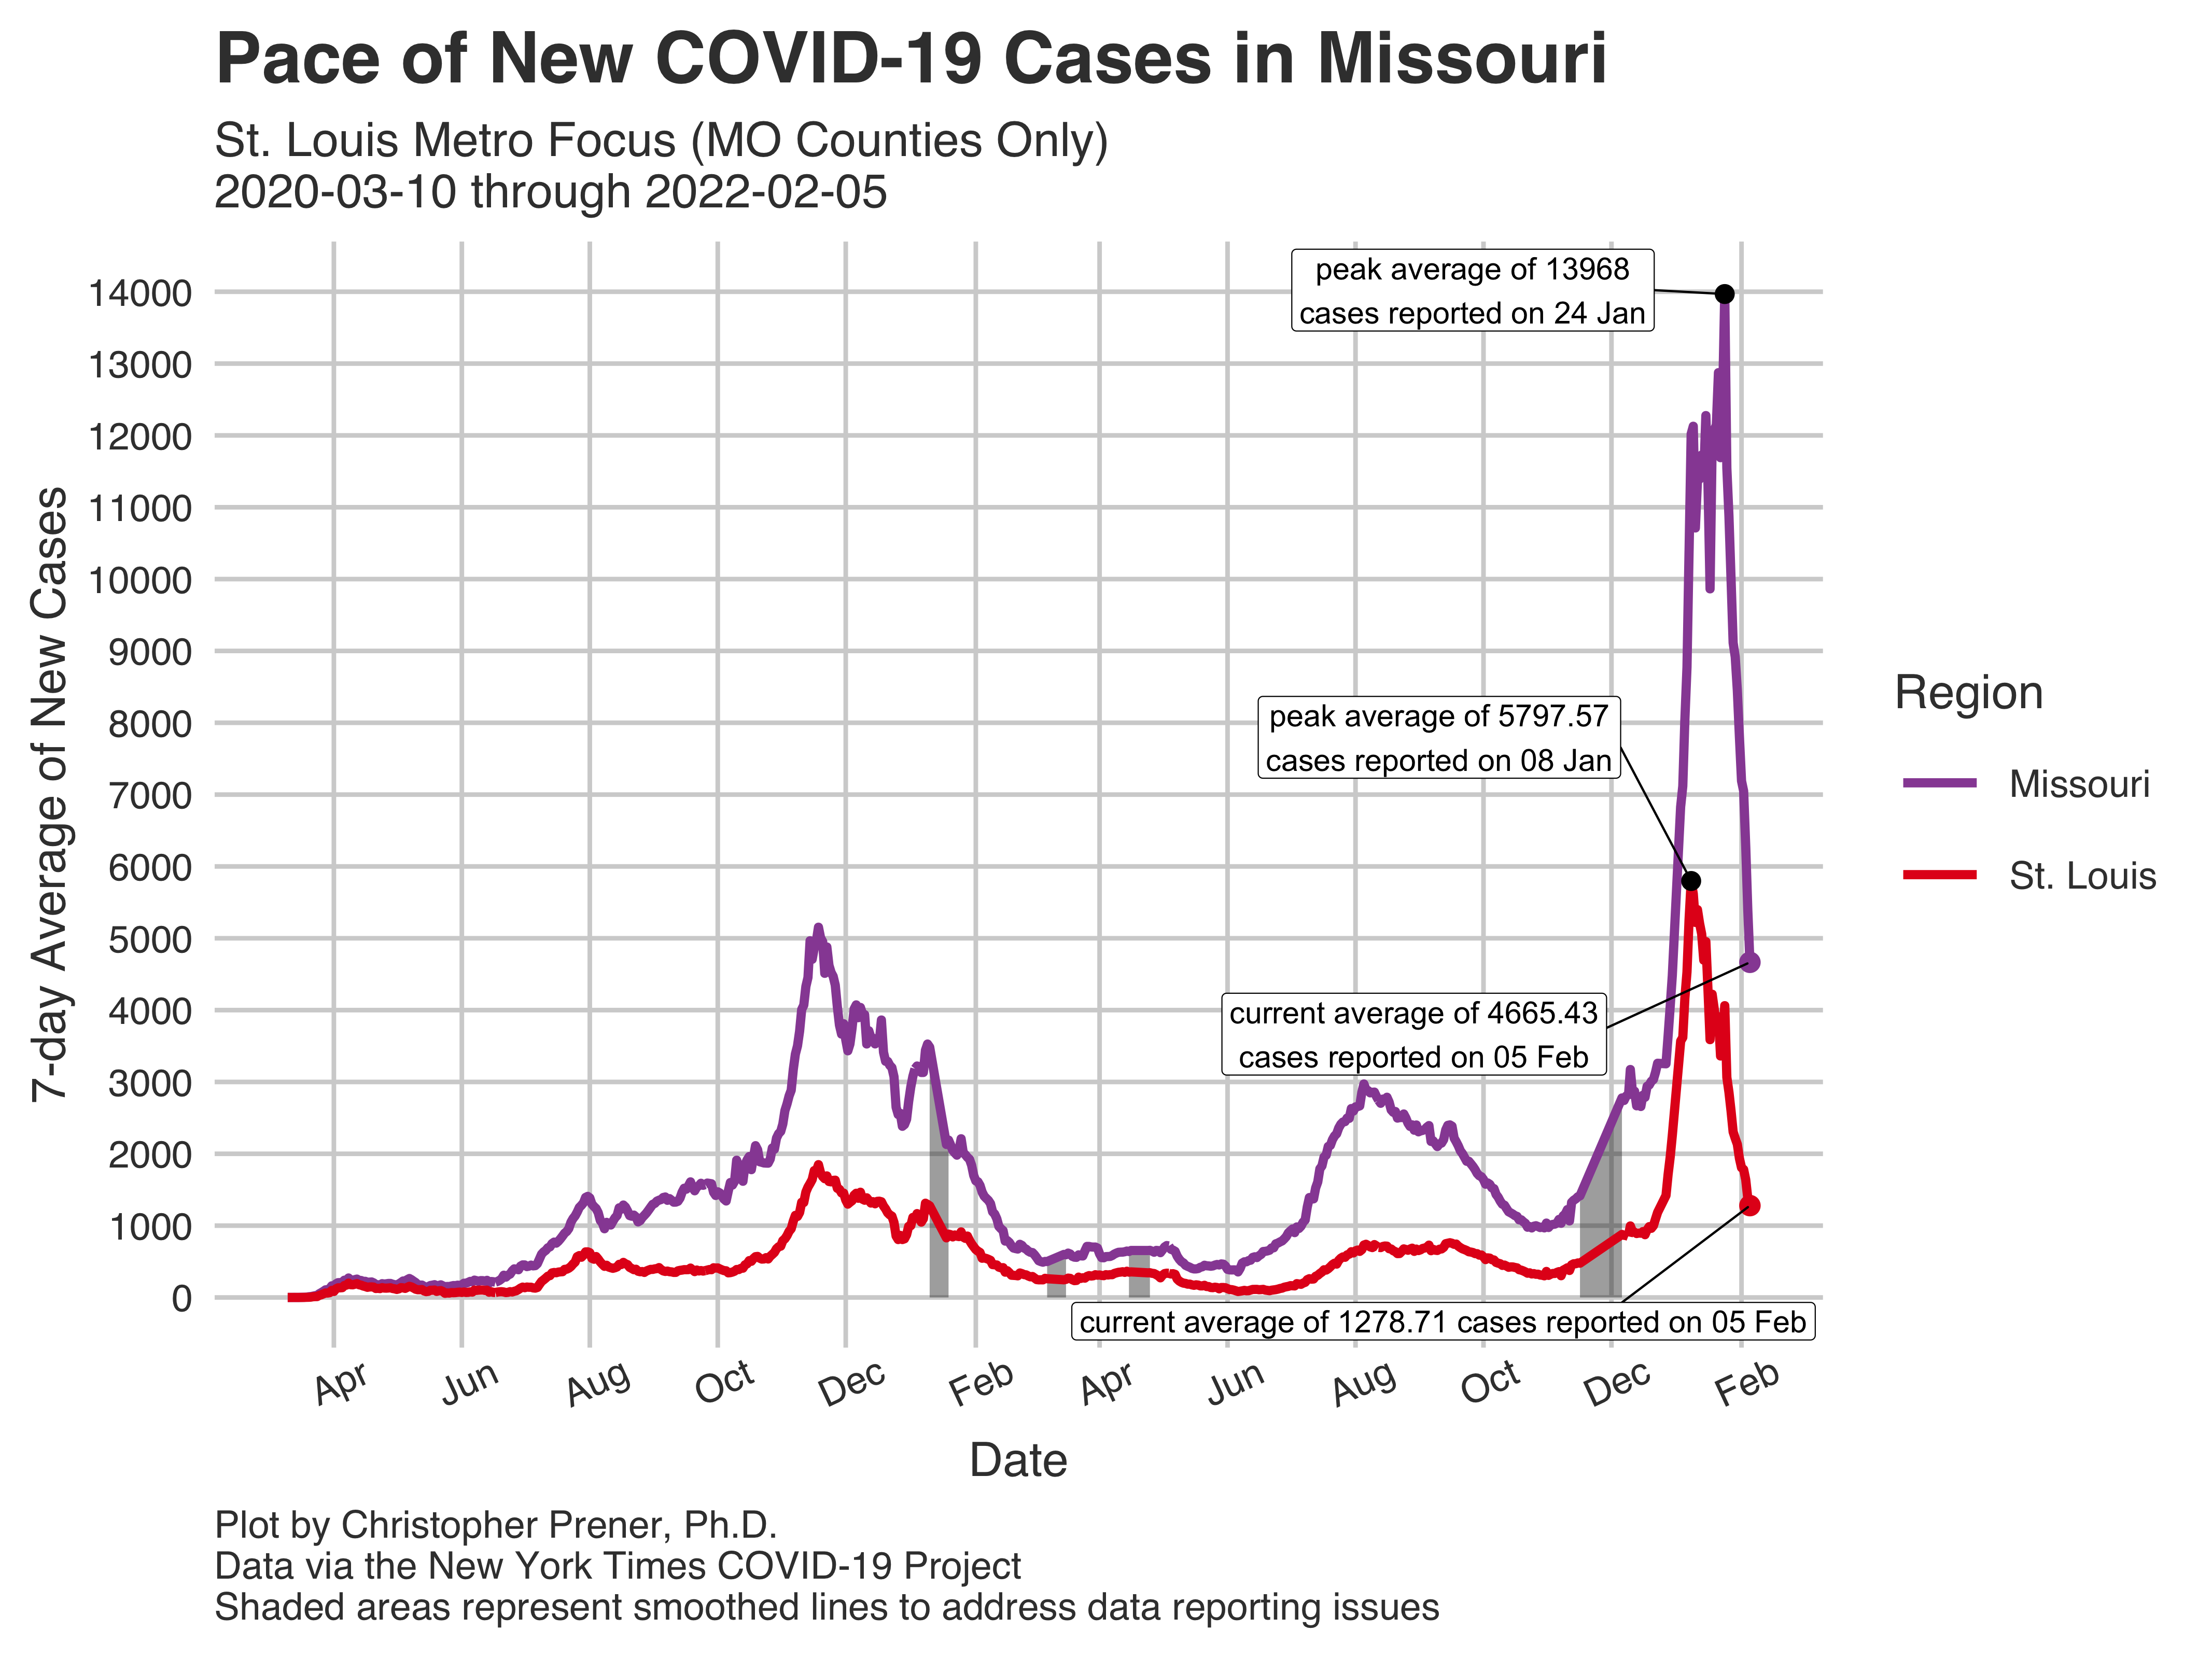 Pace of New COVID-19 Cases in Missouri
St. Louis Metro Focus (MO Counties Only)
2020-03-10 through 2022-02-05
7-day Average of New Cases
14000
13000
12000
11000
10000
9000
8000
7000
6000
5000
4000
3000
2000
1000
0
peak average of 13968
cases reported on 24 Jan
peak average of 5797.57
cases reported on 08 Jan
current average of 4665.43
cases reported on 05 Feb
current average of 1278.71 cases reported on 05 Feb
Apr
Jun
Aug
Oct
Dec
Feb
Apr
Jun
Aug
Oct
Dec
Feb
Date
Region
Missouri
St. Louis
Plot by Christopher Prener, Ph.D.
Data via the New York Times COVID-19 Project
Shaded areas represent smoothed lines to address data reporting issues